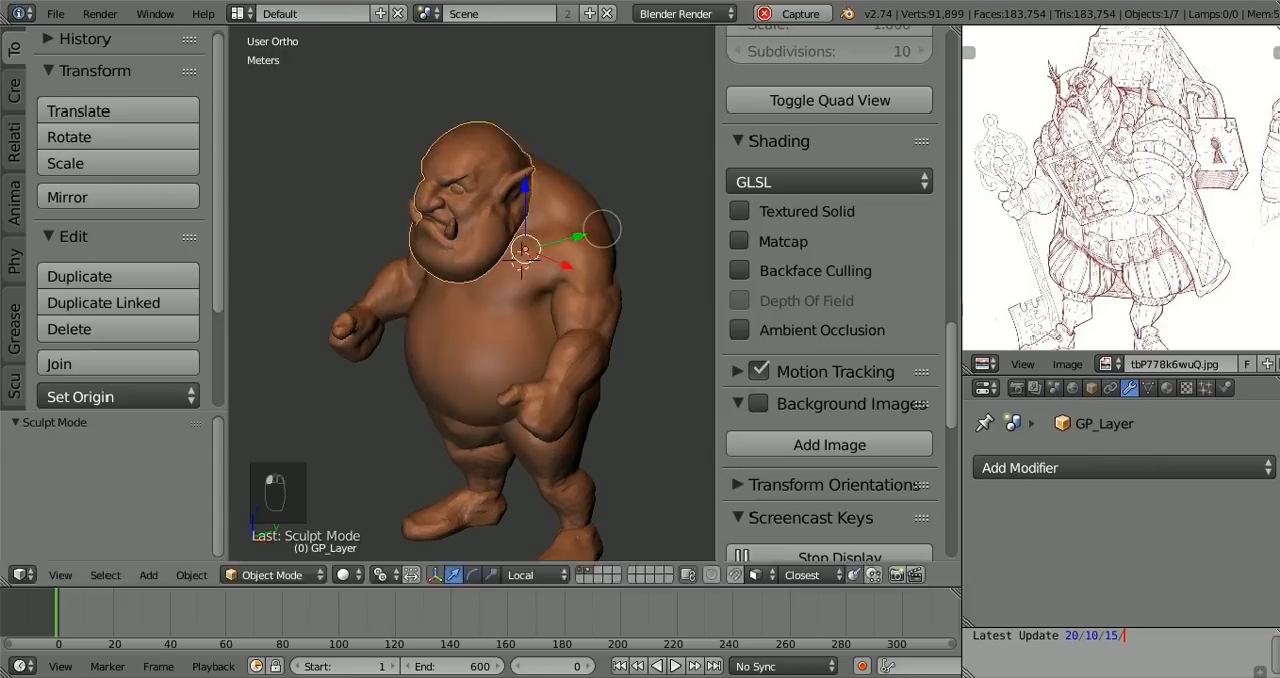 File Render Window Help Default Scene 2 Blender Render Capture v2.74 | Verts:91,899 | Faces:183,754 | Tris:183,754 | Objects:1/7 | Lamps:0/0 | Mem:5
To
Cre
Relati
Anima
Phy
Grease
Scu
History
Transform
Translate
Rotate
Scale
Mirror
Edit
Duplicate
Duplicate Linked
Delete
Join
Set Origin
Sculpt Mode
User Ortho
Meters
Last: Sculpt Mode
(0) GP_Layer
Subdivisions: 10
Toggle Quad View
Shading
GLSL
Textured Solid
Matcap
Backface Culling
Depth Of Field
Ambient Occlusion
Motion Tracking
Background Images
Add Image
Transform Orientations
Screencast Keys
Stop Display
View Image tbP778k6wuQ.jpg F
GP_Layer
Add Modifier
View Select Add Object Object Mode Local Closest
0 20 40 60 80 100 120 140 160 180 200 220 240 260 280 300
View Marker Frame Playback Start: 1 End: 600 0 No Sync
Latest Update 20/10/15/